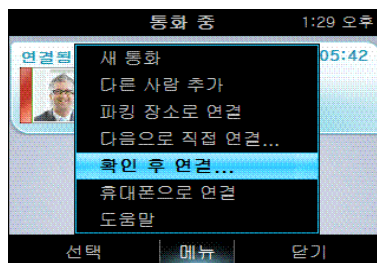 통화 중 1:29 오후
연결됨 05:42
새 통화
다른 사람 추가
파킹 장소로 연결
다음으로 직접 연결...
확인 후 연결...
휴대폰으로 연결
도움말
선택 메뉴 닫기